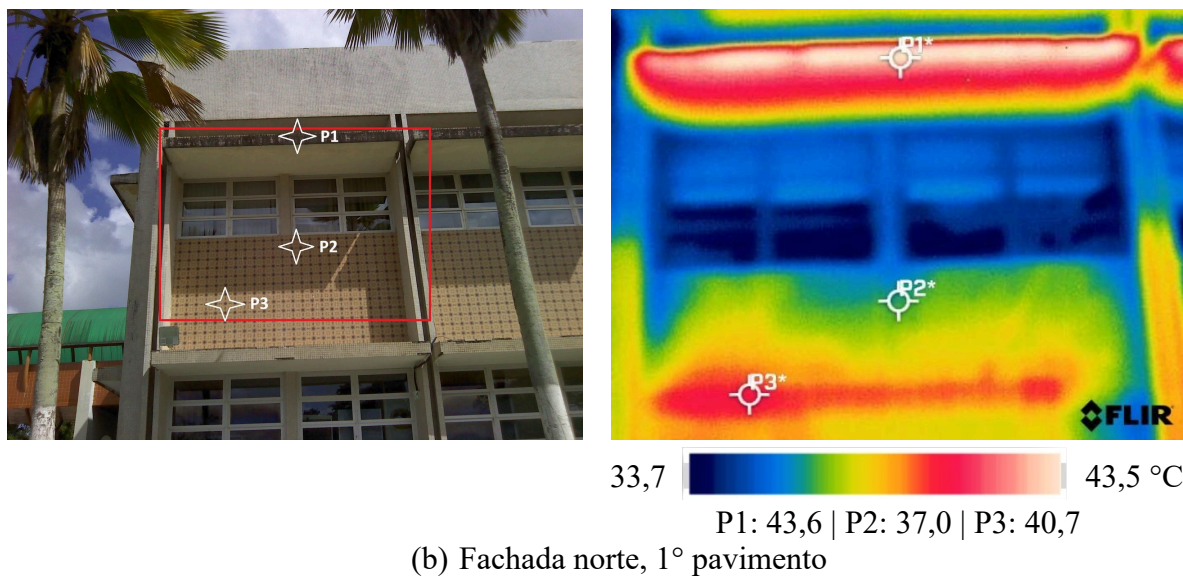 P1
P2
P3
P1*
P2*
P3*
FLIR
33,7
43,5 °C
P1: 43,6 | P2: 37,0 | P3: 40,7
(b) Fachada norte, 1° pavimento